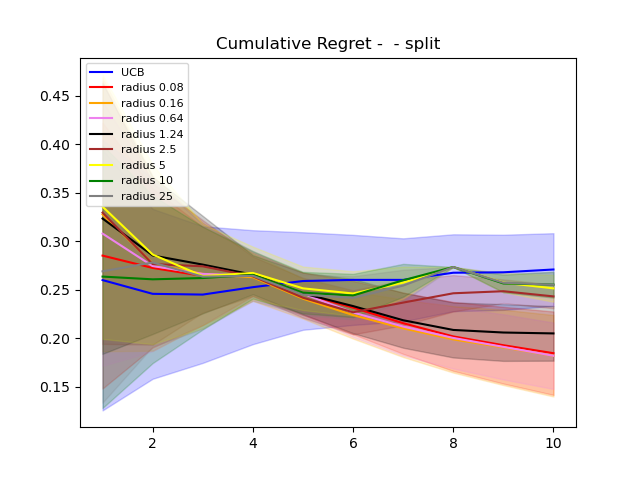 Cumulative Regret -  - split
UCB
radius 0.08
radius 0.16
radius 0.64
radius 1.24
radius 2.5
radius 5
radius 10
radius 25
0.45
0.40
0.35
0.30
0.25
0.20
0.15
2
4
6
8
10